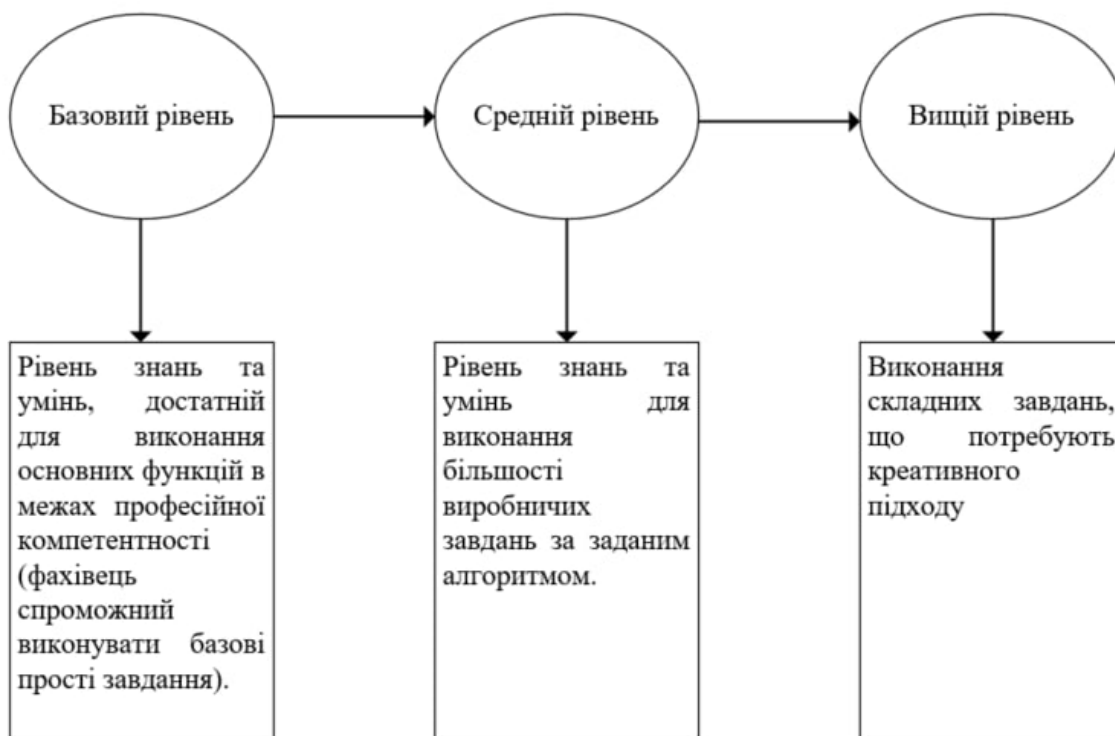 Базовий рівень
Средній рівень
Вищій рівень
Рівень знань та
умінь, достатній
для виконання
основних функцій в
межах професійної
компетентності
(фахівець
спроможний
виконувати базові
прості завдання).
Рівень знань та
умінь для
виконання
більшості
виробничих
завдань за заданим
алгоритмом.
Виконання
складних завдань,
що потребують
креативного
підходу